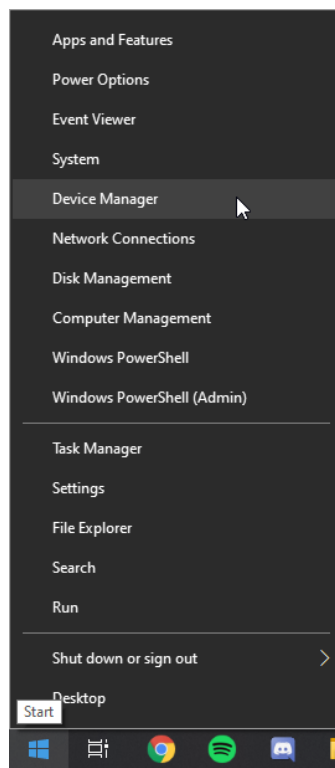 Apps and Features
Power Options
Event Viewer
System
Device Manager
Network Connections
Disk Management
Computer Management
Windows PowerShell
Windows PowerShell (Admin)
Task Manager
Settings
File Explorer
Search
Run
Shut down or sign out
Desktop
Start